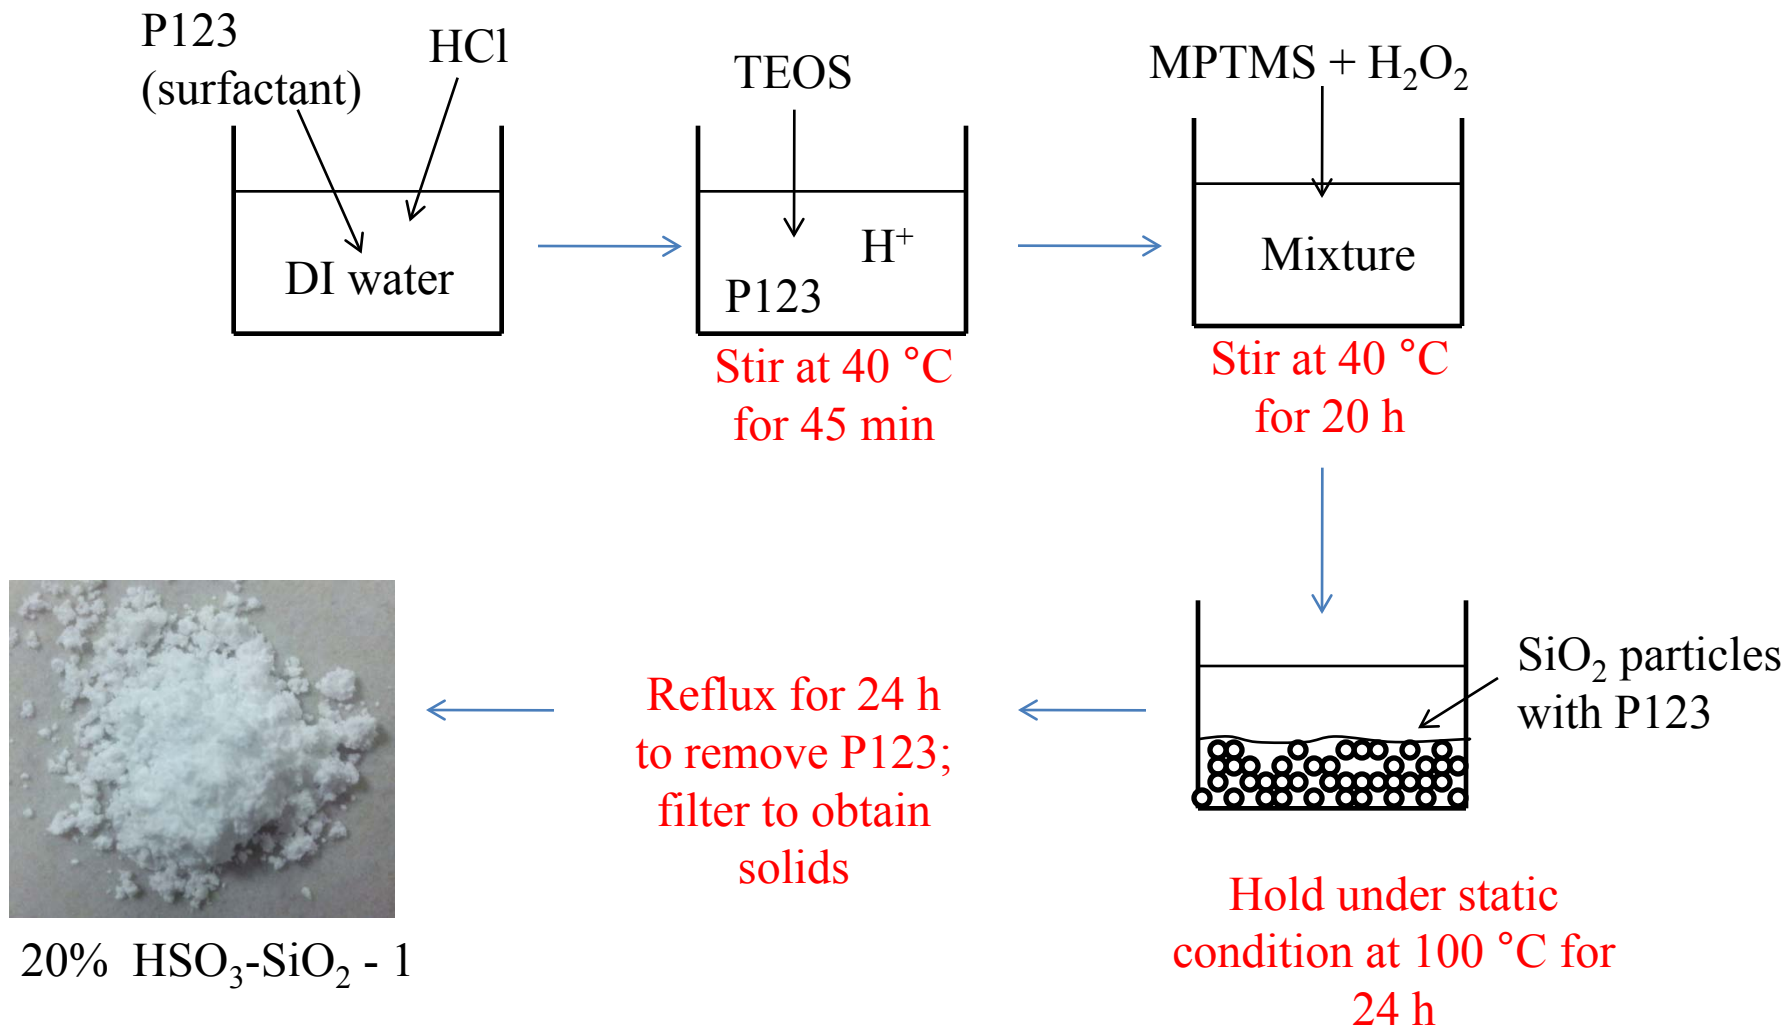 P123
(surfactant)
HCl
DI water
TEOS
H⁺
P123
Stir at 40 °C
for 45 min
MPTMS + H₂O₂
Mixture
Stir at 40 °C
for 20 h
SiO₂ particles
with P123
Hold under static
condition at 100 °C for
24 h
Reflux for 24 h
to remove P123;
filter to obtain
solids
20% HSO₃-SiO₂ - 1